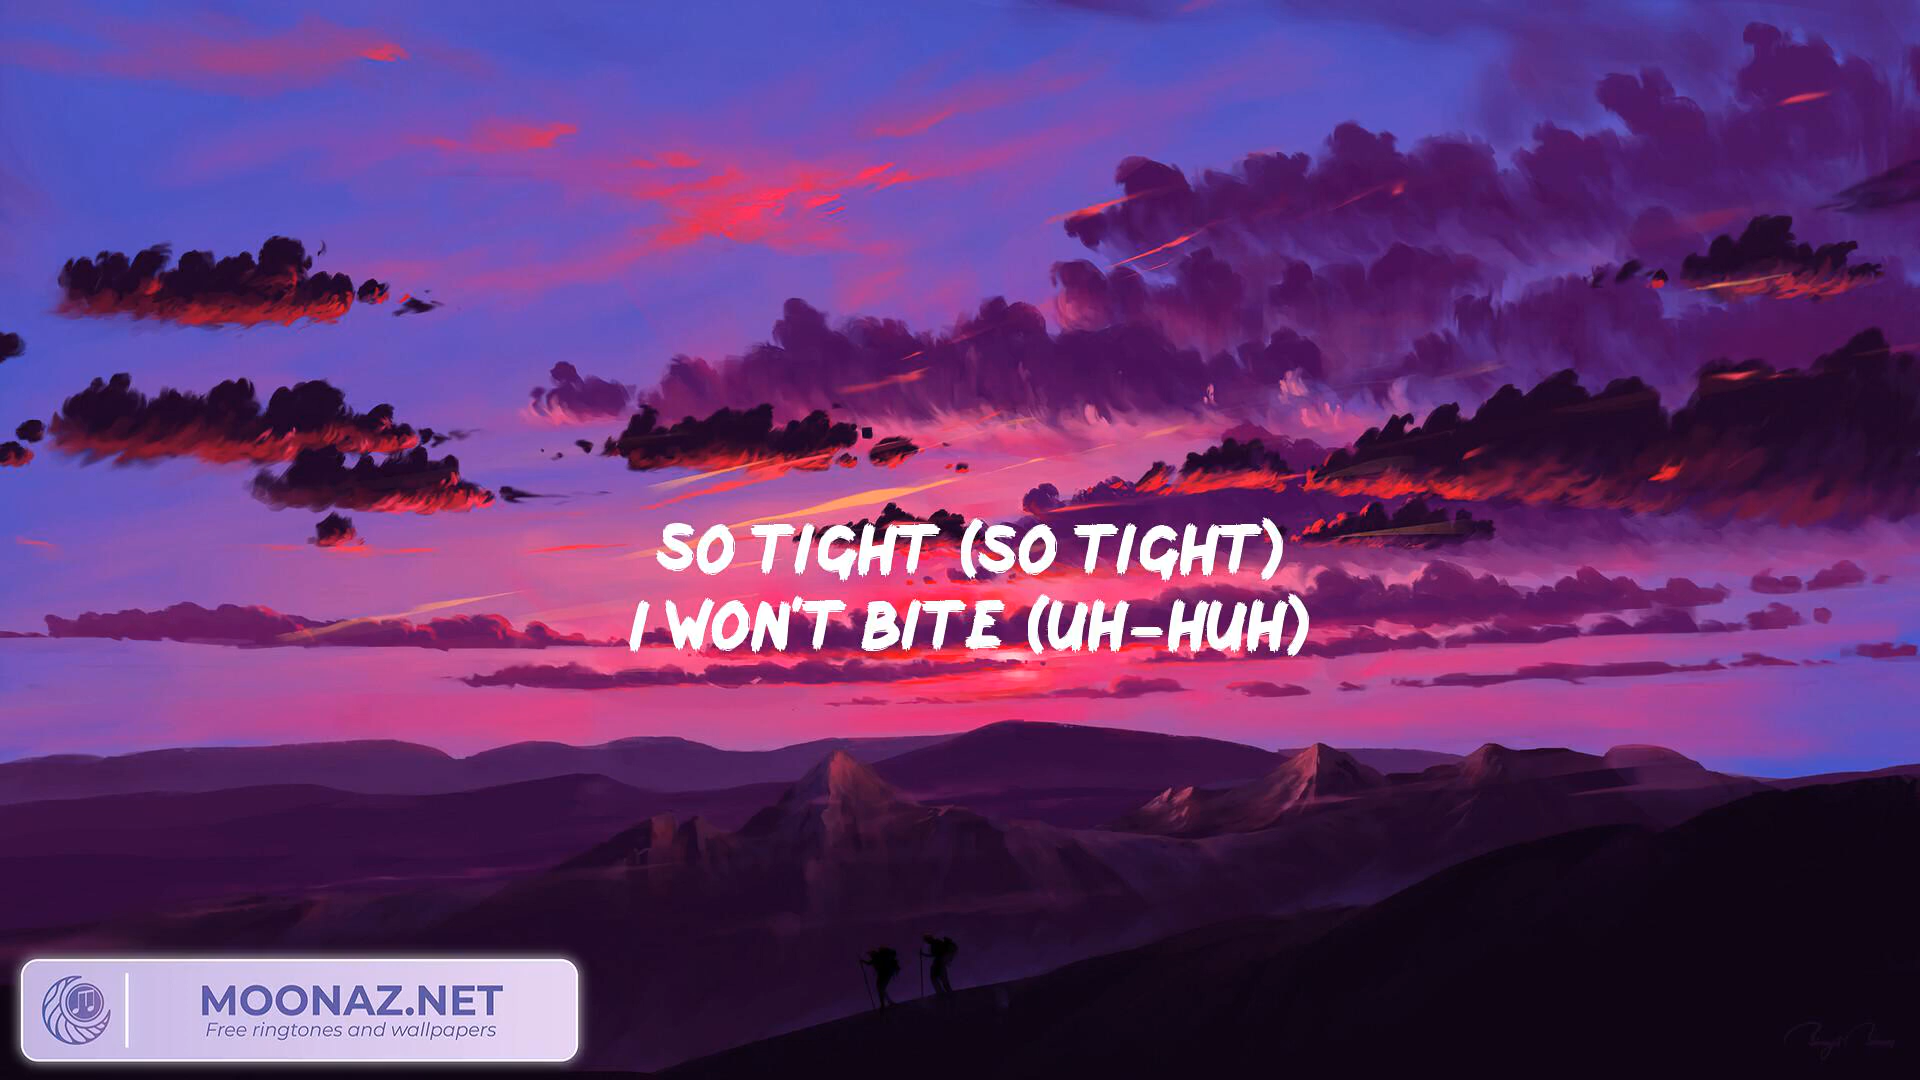 SO TIGHT (SO TIGHT)
I WON'T BITE (UH-HUH)
MOONAZ.NET
Free ringtones and wallpapers